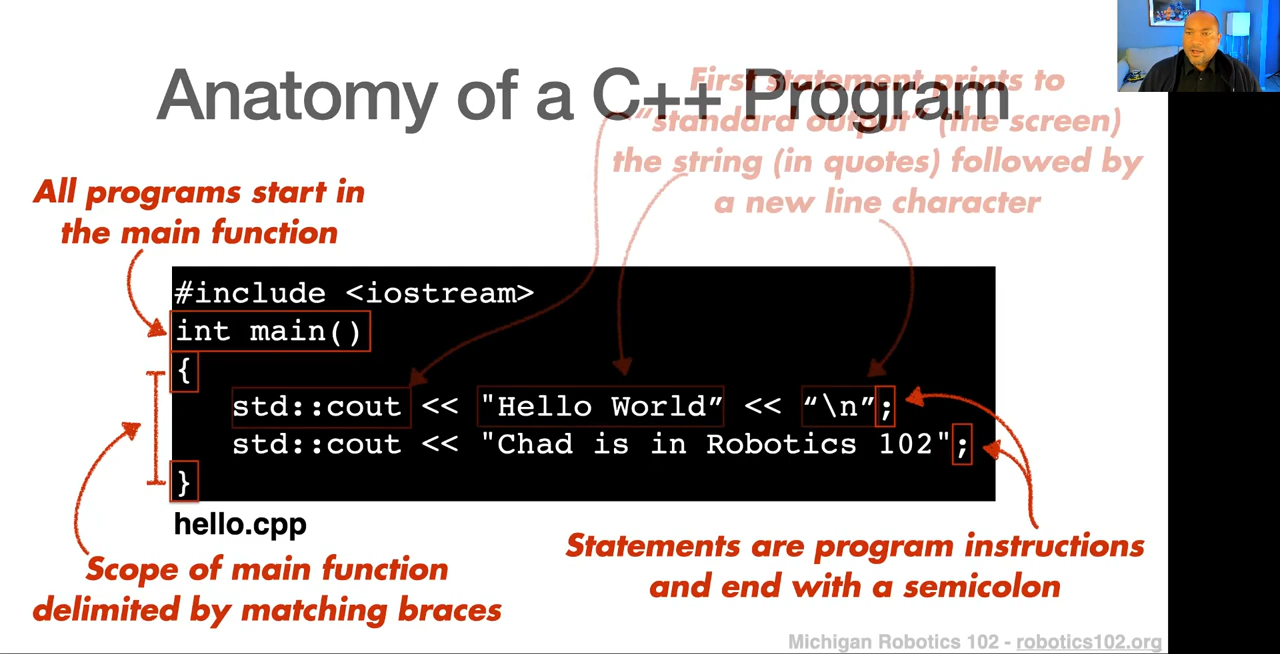 Anatomy of a C++ Program
First statement prints to
“standard output“ (the screen)
the string (in quotes) followed by
a new line character
All programs start in
the main function
#include <iostream>
int main()
{
std::cout << "Hello World” << “\n”;
std::cout << "Chad is in Robotics 102";
}
hello.cpp
Scope of main function
delimited by matching braces
Statements are program instructions
and end with a semicolon
Michigan Robotics 102 - robotics102.org